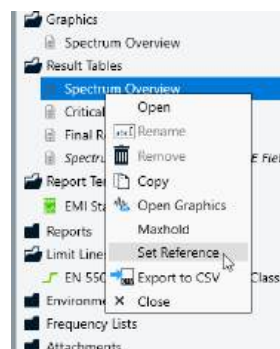 Graphics
Spectrum Overview
Result Tables
Spectrum Overview
Critical
Open
Final R
Rename
Spectru
Remove
E Fiel
Report Te
Copy
EMI Sta
Open Graphics
Reports
Maxhold
Limit Line
Set Reference
EN 550
Export to CSV
Class
Environme
Close
Frequency Lists
Attachments